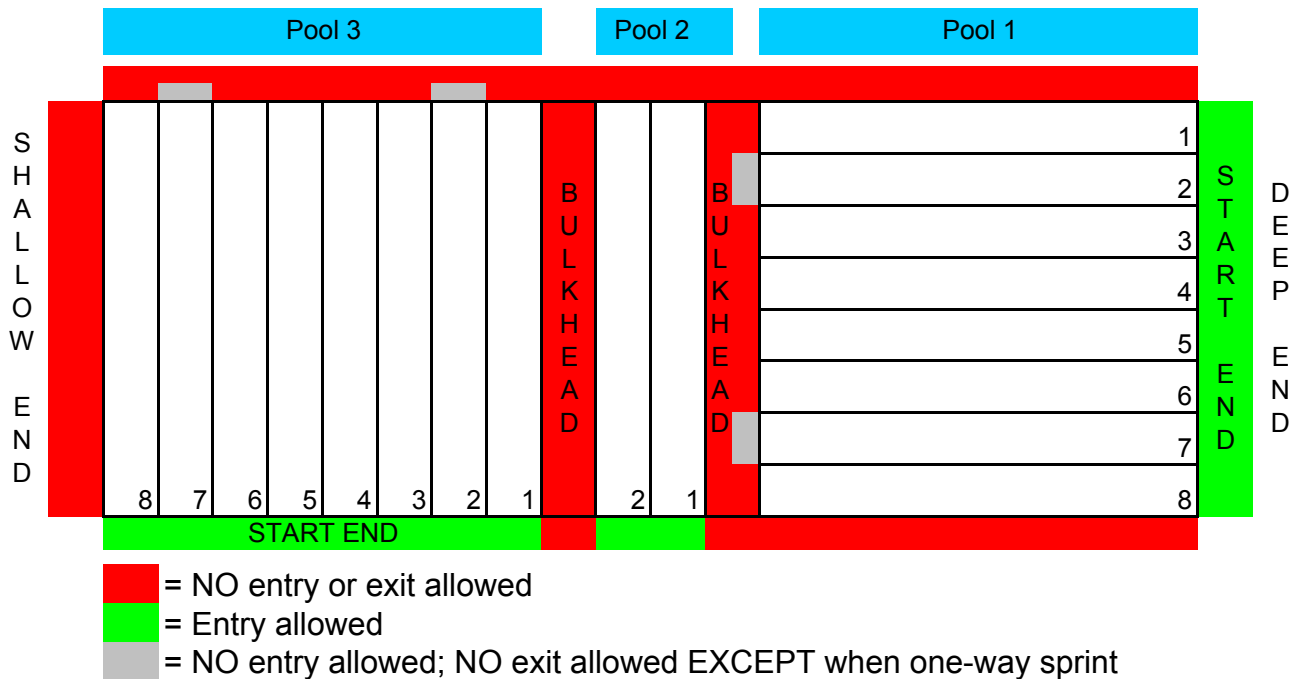 Pool 3
Pool 2
Pool 1
SHALLOW END
BULKHEAD
BULKHEAD
1
2
3
4
5
6
7
8
START END
DEEP END
8 7 6 5 4 3 2 1
2 1
START END
= NO entry or exit allowed
= Entry allowed
= NO entry allowed; NO exit allowed EXCEPT when one-way sprint